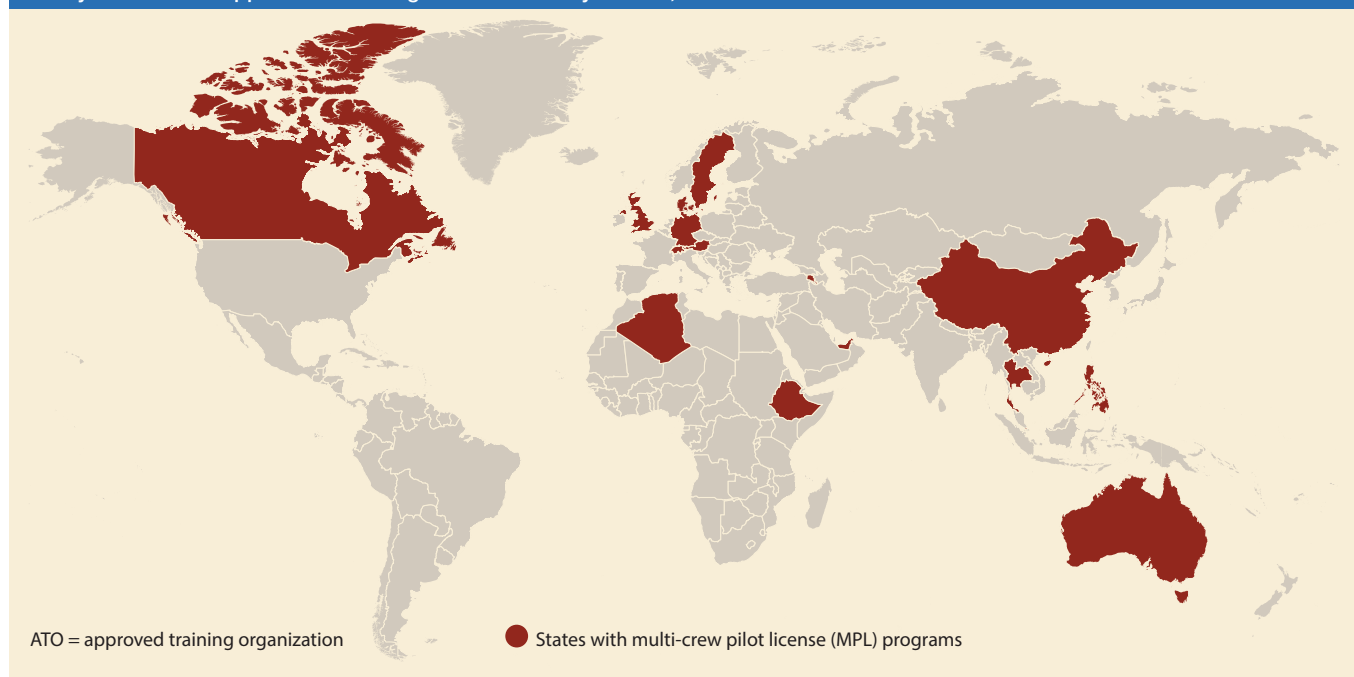 ATO = approved training organization
States with multi-crew pilot license (MPL) programs